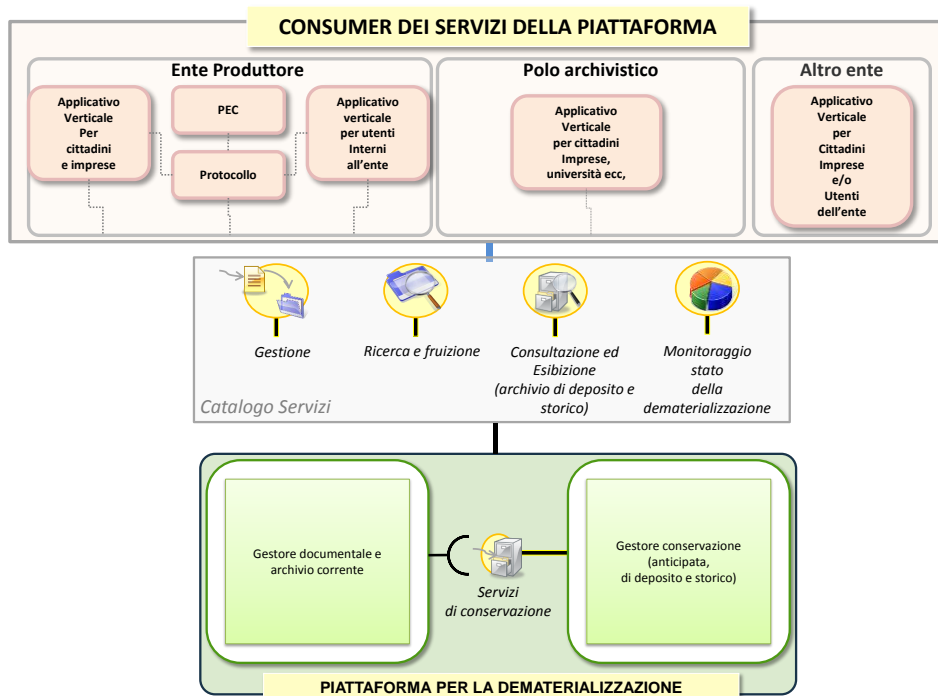 CONSUMER DEI SERVIZI DELLA PIATTAFORMA
Ente Produttore
Applicativo
Verticale
Per
cittadini
e imprese
PEC
Protocollo
Applicativo
verticale
per utenti
Interni
all'ente
Polo archivistico
Applicativo
Verticale
per cittadini
Imprese,
università ecc,
Altro ente
Applicativo
Verticale
per
Cittadini
Imprese
e/o
Utenti
dell'ente
Gestione
Ricerca e fruizione
Consultazione ed
Esibizione
(archivio di deposito e
storico)
Monitoraggio
stato
della
dematerializzazione
Catalogo Servizi
Gestore documentale e
archivio corrente
Servizi
di conservazione
Gestore conservazione
(anticipata,
di deposito e storico)
PIATTAFORMA PER LA DEMATERIALIZZAZIONE